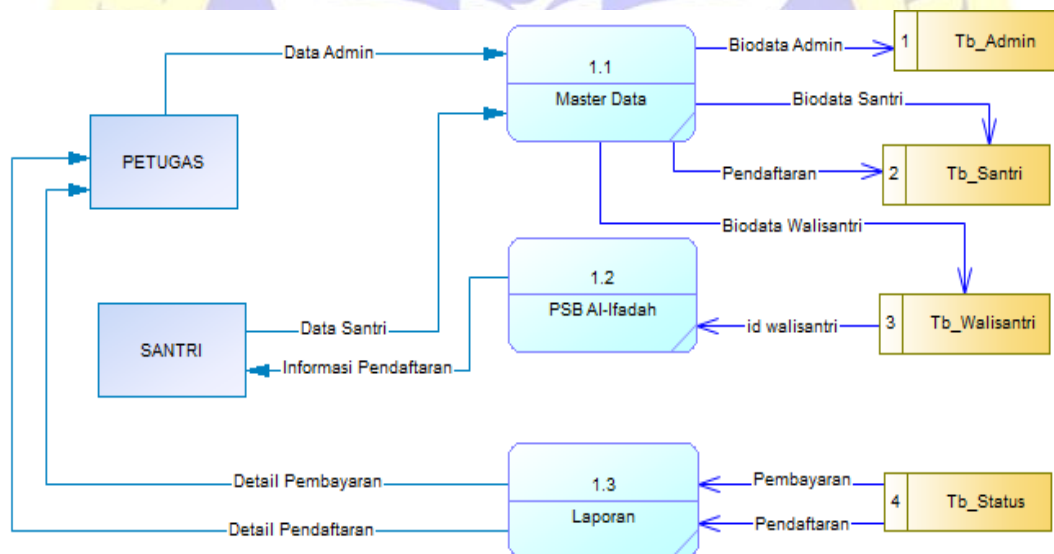 Data Admin
Biodata Admin
1
Tb_Admin
1.1
Master Data
Biodata Santri
PETUGAS
Pendaftaran
2
Tb_Santri
Biodata Walisantri
1.2
PSB Al-Ifadah
Data Santri
id walisantri
3
Tb_Walisantri
SANTRI
Informasi Pendaftaran
Detail Pembayaran
1.3
Laporan
Pembayaran
4
Tb_Status
Detail Pendaftaran
Pendaftaran